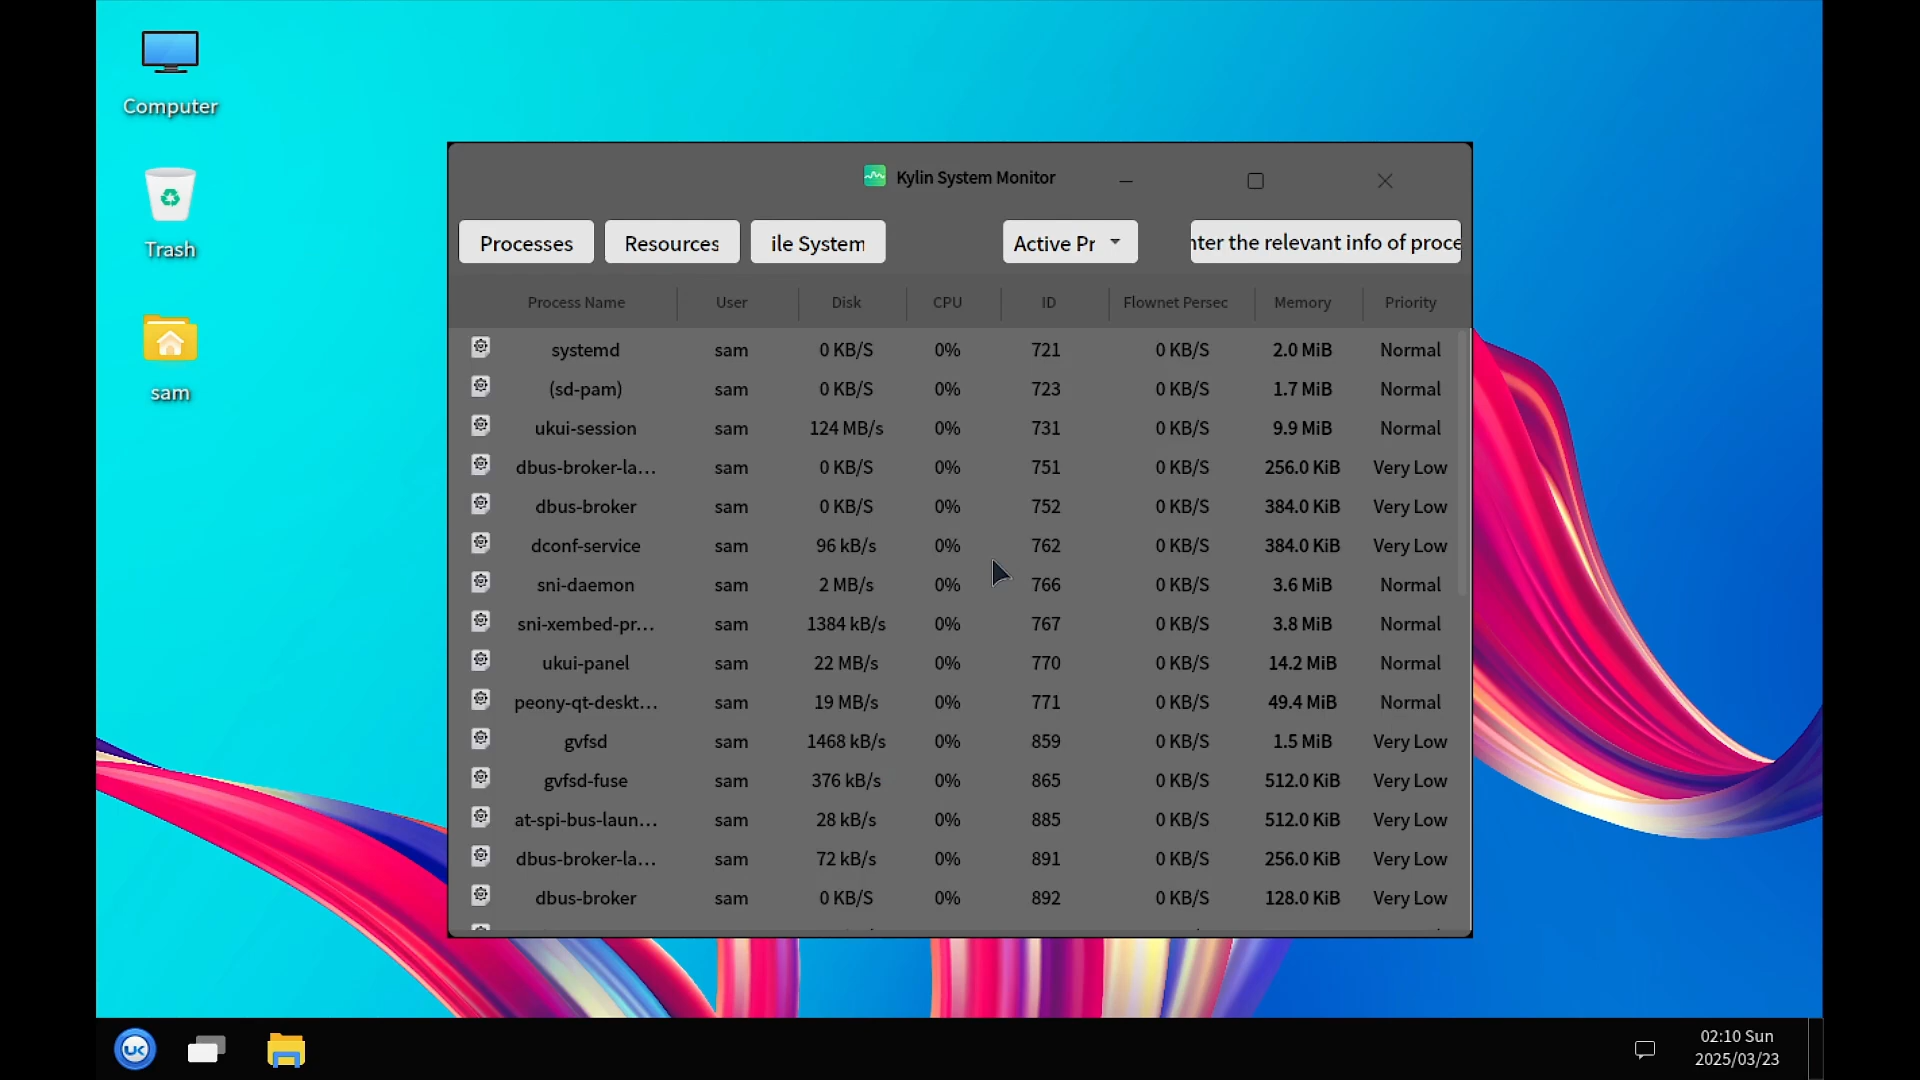 Computer
Trash
sam
Kylin System Monitor
Processes Resources ile System Active Pr nter the relevant info of proce
Process Name User Disk CPU ID Flownet Persec Memory Priority
systemd sam 0 KB/S 0% 721 0 KB/S 2.0 MiB Normal
(sd-pam) sam 0 KB/S 0% 723 0 KB/S 1.7 MiB Normal
ukui-session sam 124 MB/s 0% 731 0 KB/S 9.9 MiB Normal
dbus-broker-la... sam 0 KB/S 0% 751 0 KB/S 256.0 KiB Very Low
dbus-broker sam 0 KB/S 0% 752 0 KB/S 384.0 KiB Very Low
dconf-service sam 96 kB/s 0% 762 0 KB/S 384.0 KiB Very Low
sni-daemon sam 2 MB/s 0% 766 0 KB/S 3.6 MiB Normal
sni-xembed-pr... sam 1384 kB/s 0% 767 0 KB/S 3.8 MiB Normal
ukui-panel sam 22 MB/s 0% 770 0 KB/S 14.2 MiB Normal
peony-qt-deskt... sam 19 MB/s 0% 771 0 KB/S 49.4 MiB Normal
gvfsd sam 1468 kB/s 0% 859 0 KB/S 1.5 MiB Very Low
gvfsd-fuse sam 376 kB/s 0% 865 0 KB/S 512.0 KiB Very Low
at-spi-bus-laun... sam 28 kB/s 0% 885 0 KB/S 512.0 KiB Very Low
dbus-broker-la... sam 72 kB/s 0% 891 0 KB/S 256.0 KiB Very Low
dbus-broker sam 0 KB/S 0% 892 0 KB/S 128.0 KiB Very Low
UK
02:10 Sun
2025/03/23